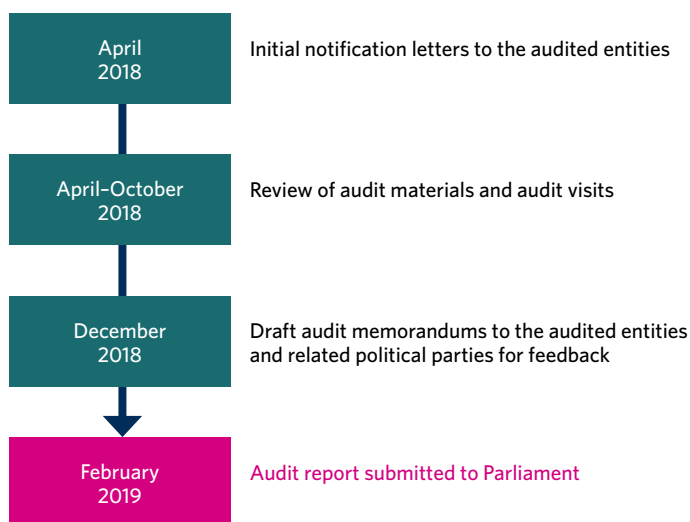 April
2018
Initial notification letters to the audited entities
April–October
2018
Review of audit materials and audit visits
December
2018
Draft audit memorandums to the audited entities
and related political parties for feedback
February
2019
Audit report submitted to Parliament